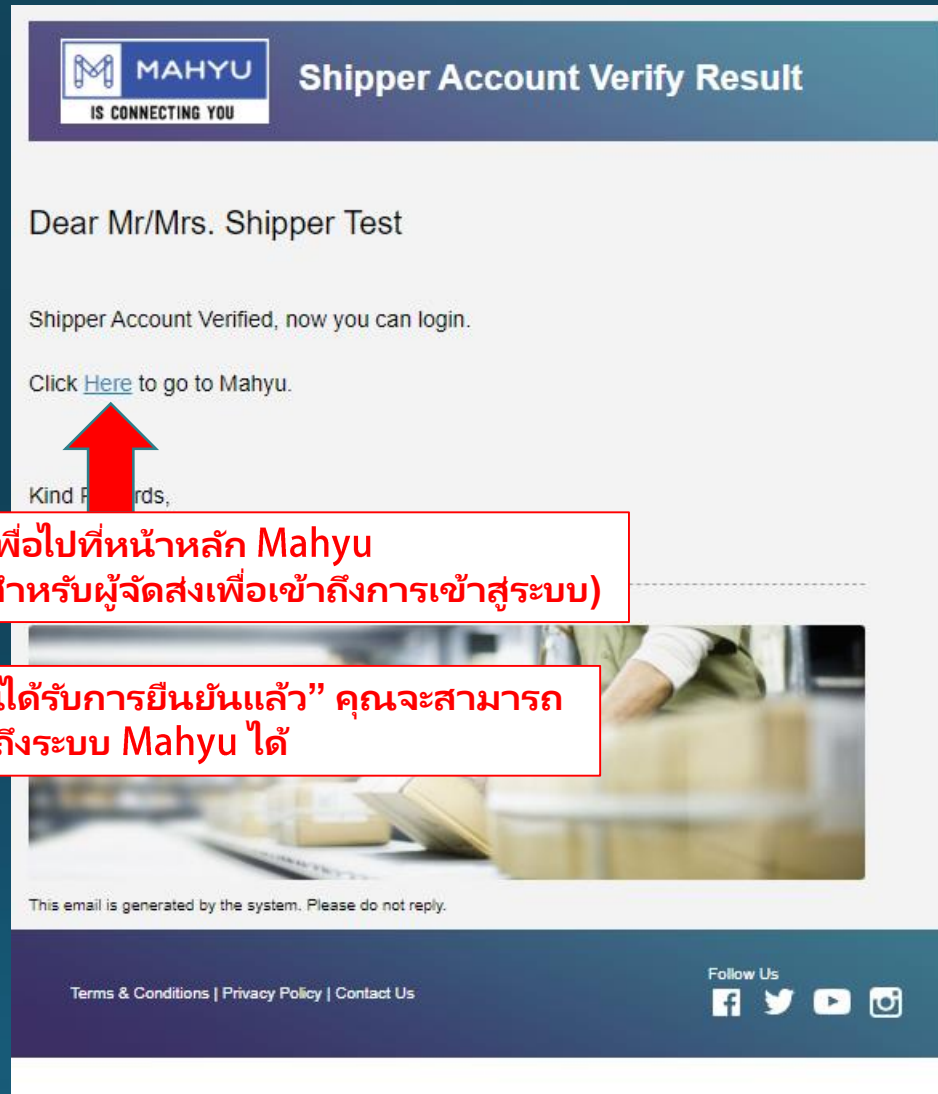 MAHYU
IS CONNECTING YOU
Shipper Account Verify Result
Dear Mr/Mrs. Shipper Test
Shipper Account Verified, now you can login.
Click Here to go to Mahyu.
Kind
พื่อไปที่หน้าหลัก Mahyu
สำหรับผู้จัดส่งเพื่อเข้าถึงการเข้าสู่ระบบ)
ได้รับการยืนยันแล้ว” คุณจะสามารถ
ถึงระบบ Mahyu ได้
This email is generated by the system. Please do not reply.
Terms & Conditions | Privacy Policy | Contact Us
Follow Us